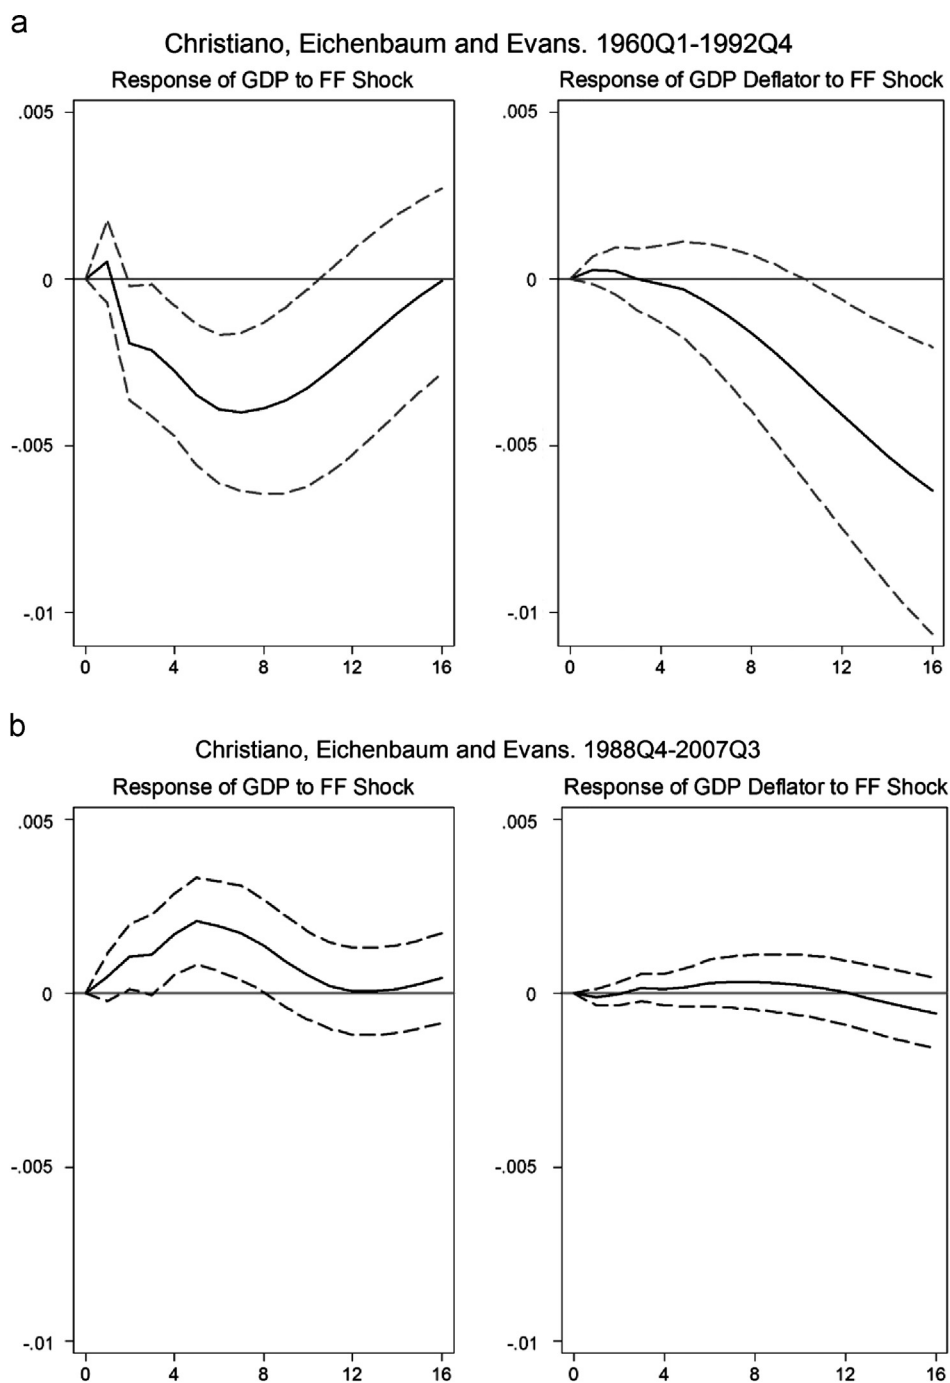 a
Christiano, Eichenbaum and Evans. 1960Q1-1992Q4
Response of GDP to FF Shock
.005
0
-.005
-.01
0 4 8 12 16
Response of GDP Deflator to FF Shock
.005
0
-.005
-.01
0 4 8 12 16
b
Christiano, Eichenbaum and Evans. 1988Q4-2007Q3
Response of GDP to FF Shock
.005
0
-.005
-.01
0 4 8 12 16
Response of GDP Deflator to FF Shock
.005
0
-.005
-.01
0 4 8 12 16